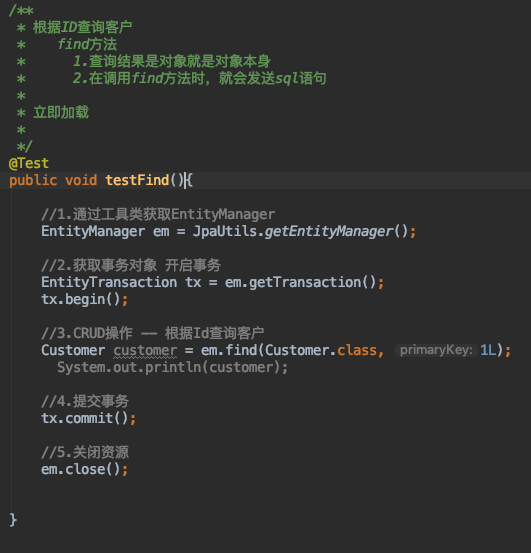 /**
 * 根据ID查询客户
 *    find方法
 *      1.查询结果是对象就是对象本身
 *      2.在调用find方法时，就会发送sql语句
 *
 * 立即加载
 *
 */
@Test
public void testFind(){
//1.通过工具类获取EntityManager
EntityManager em = JpaUtils.getEntityManager();
//2.获取事务对象 开启事务
EntityTransaction tx = em.getTransaction();
tx.begin();
//3.CRUD操作 -- 根据Id查询客户
Customer customer = em.find(Customer.class, primaryKey: 1L);
System.out.println(customer);
//4.提交事务
tx.commit();
//5.关闭资源
em.close();
}